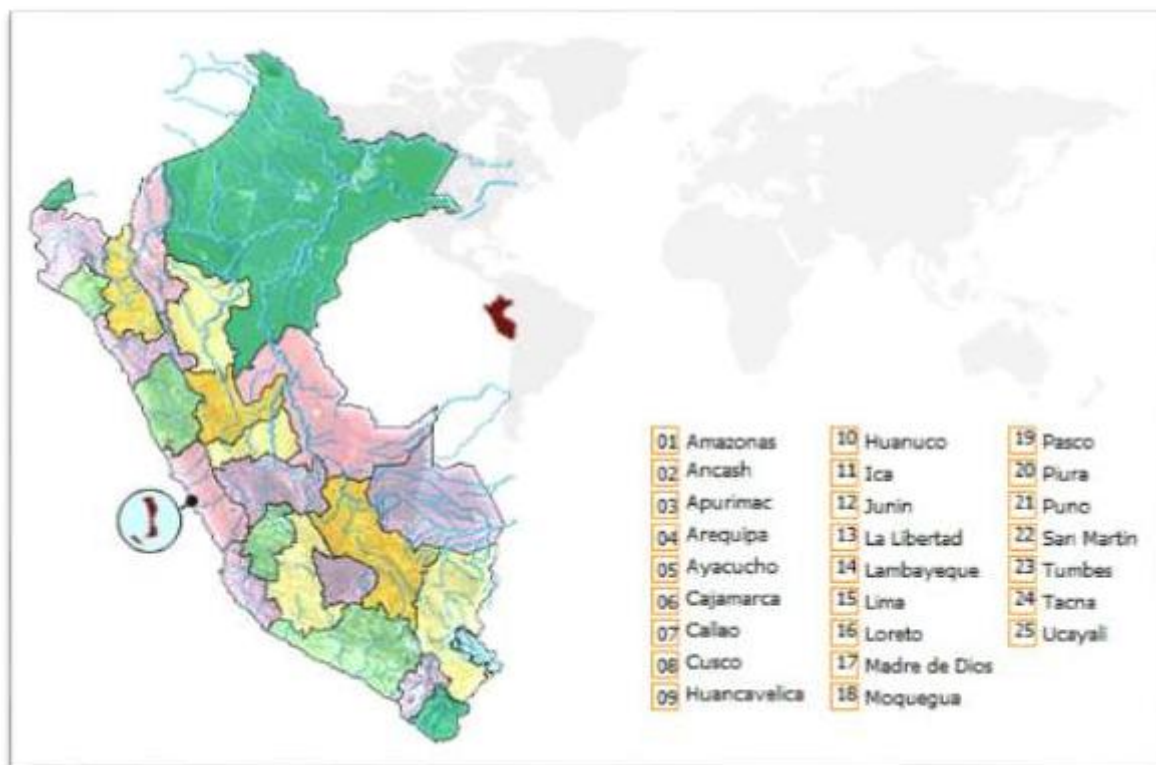 01 Amazonas
02 Ancash
03 Apurimac
04 Arequipa
05 Ayacucho
06 Cajamarca
07 Callao
08 Cusco
09 Huancavelica
10 Huanuco
11 Ica
12 Junin
13 La Libertad
14 Lambayeque
15 Lima
16 Loreto
17 Madre de Dios
18 Moquegua
19 Pasco
20 Piura
21 Puno
22 San Martin
23 Tumbes
24 Tacna
25 Ucayali